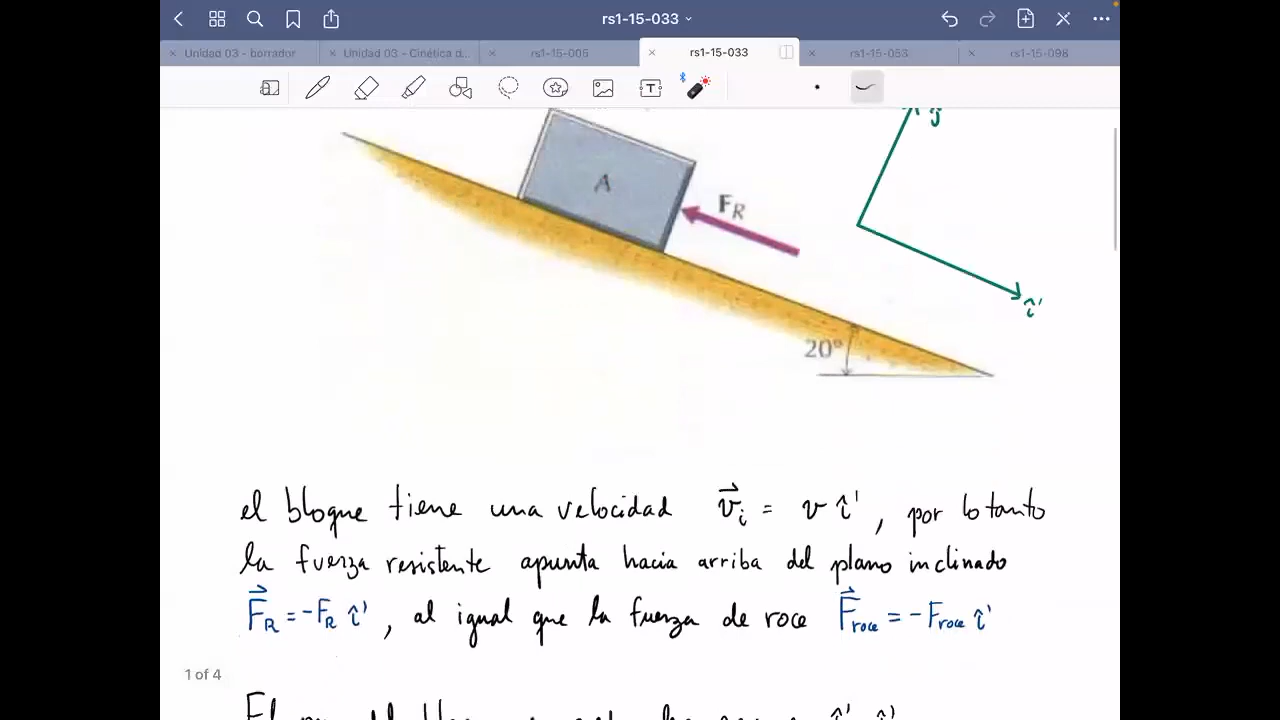 rs1-15-033
Unidad 03 - borrador
Unidad 03 - Cinética d...
rs1-15-005
rs1-15-033
rs1-15-053
rs1-15-098
T
A
F_R
ĵ'
î'
20°
el bloque tiene una velocidad v⃗ᵢ = v î', por lo tanto
la fuerza resistente apunta hacia arriba del plano inclinado
F⃗_R = -F_R î', al igual que la fuerza de roce F⃗_roce = -F_roce î'
1 of 4